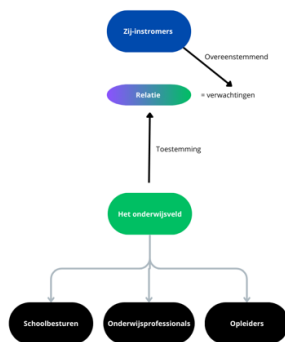 Zij-instromers
Overeenstemmend
Relatie
= verwachtingen
Toestemming
Het onderwijsveld
Schoolbesturen
Onderwijsprofessionals
Opleiders